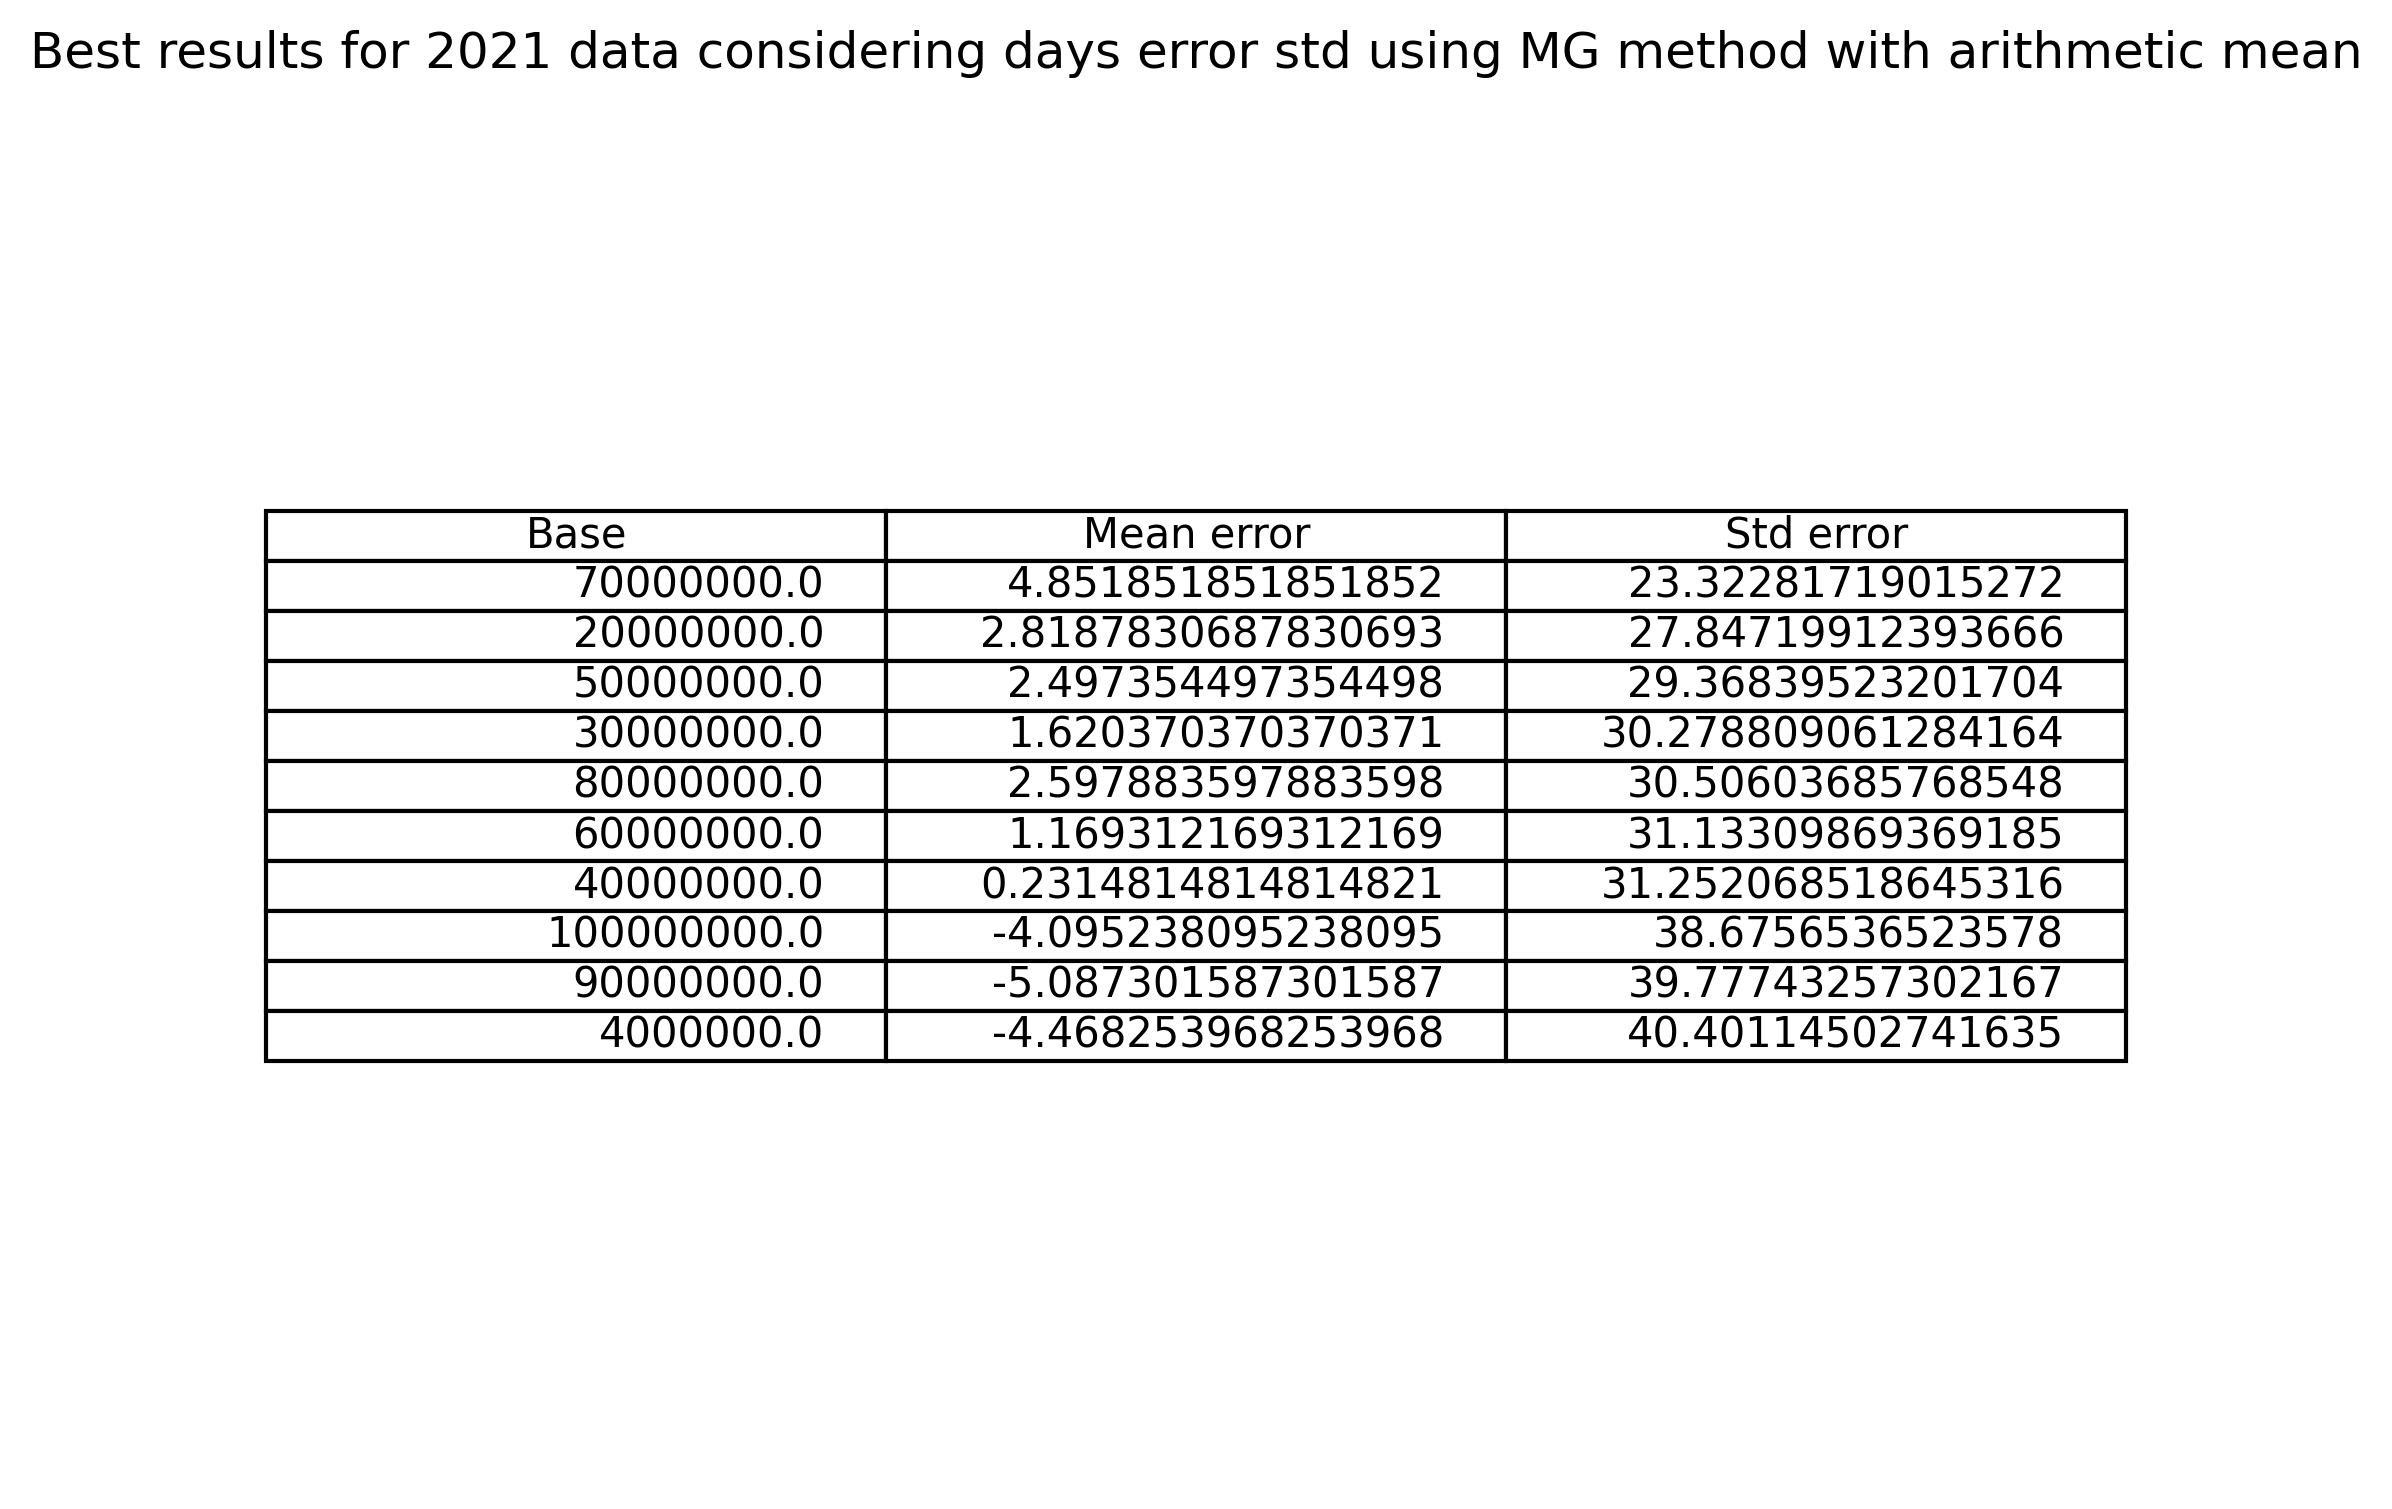 Best results for 2021 data considering days error std using MG method with arithmetic mean
Base Mean error Std error
70000000.0 4.851851851851852 23.32281719015272
20000000.0 2.8187830687830693 27.84719912393666
50000000.0 2.497354497354498 29.36839523201704
30000000.0 1.620370370370371 30.278809061284164
80000000.0 2.597883597883598 30.50603685768548
60000000.0 1.169312169312169 31.13309869369185
40000000.0 0.2314814814814821 31.252068518645316
100000000.0 -4.095238095238095 38.6756536523578
90000000.0 -5.087301587301587 39.77743257302167
4000000.0 -4.468253968253968 40.40114502741635